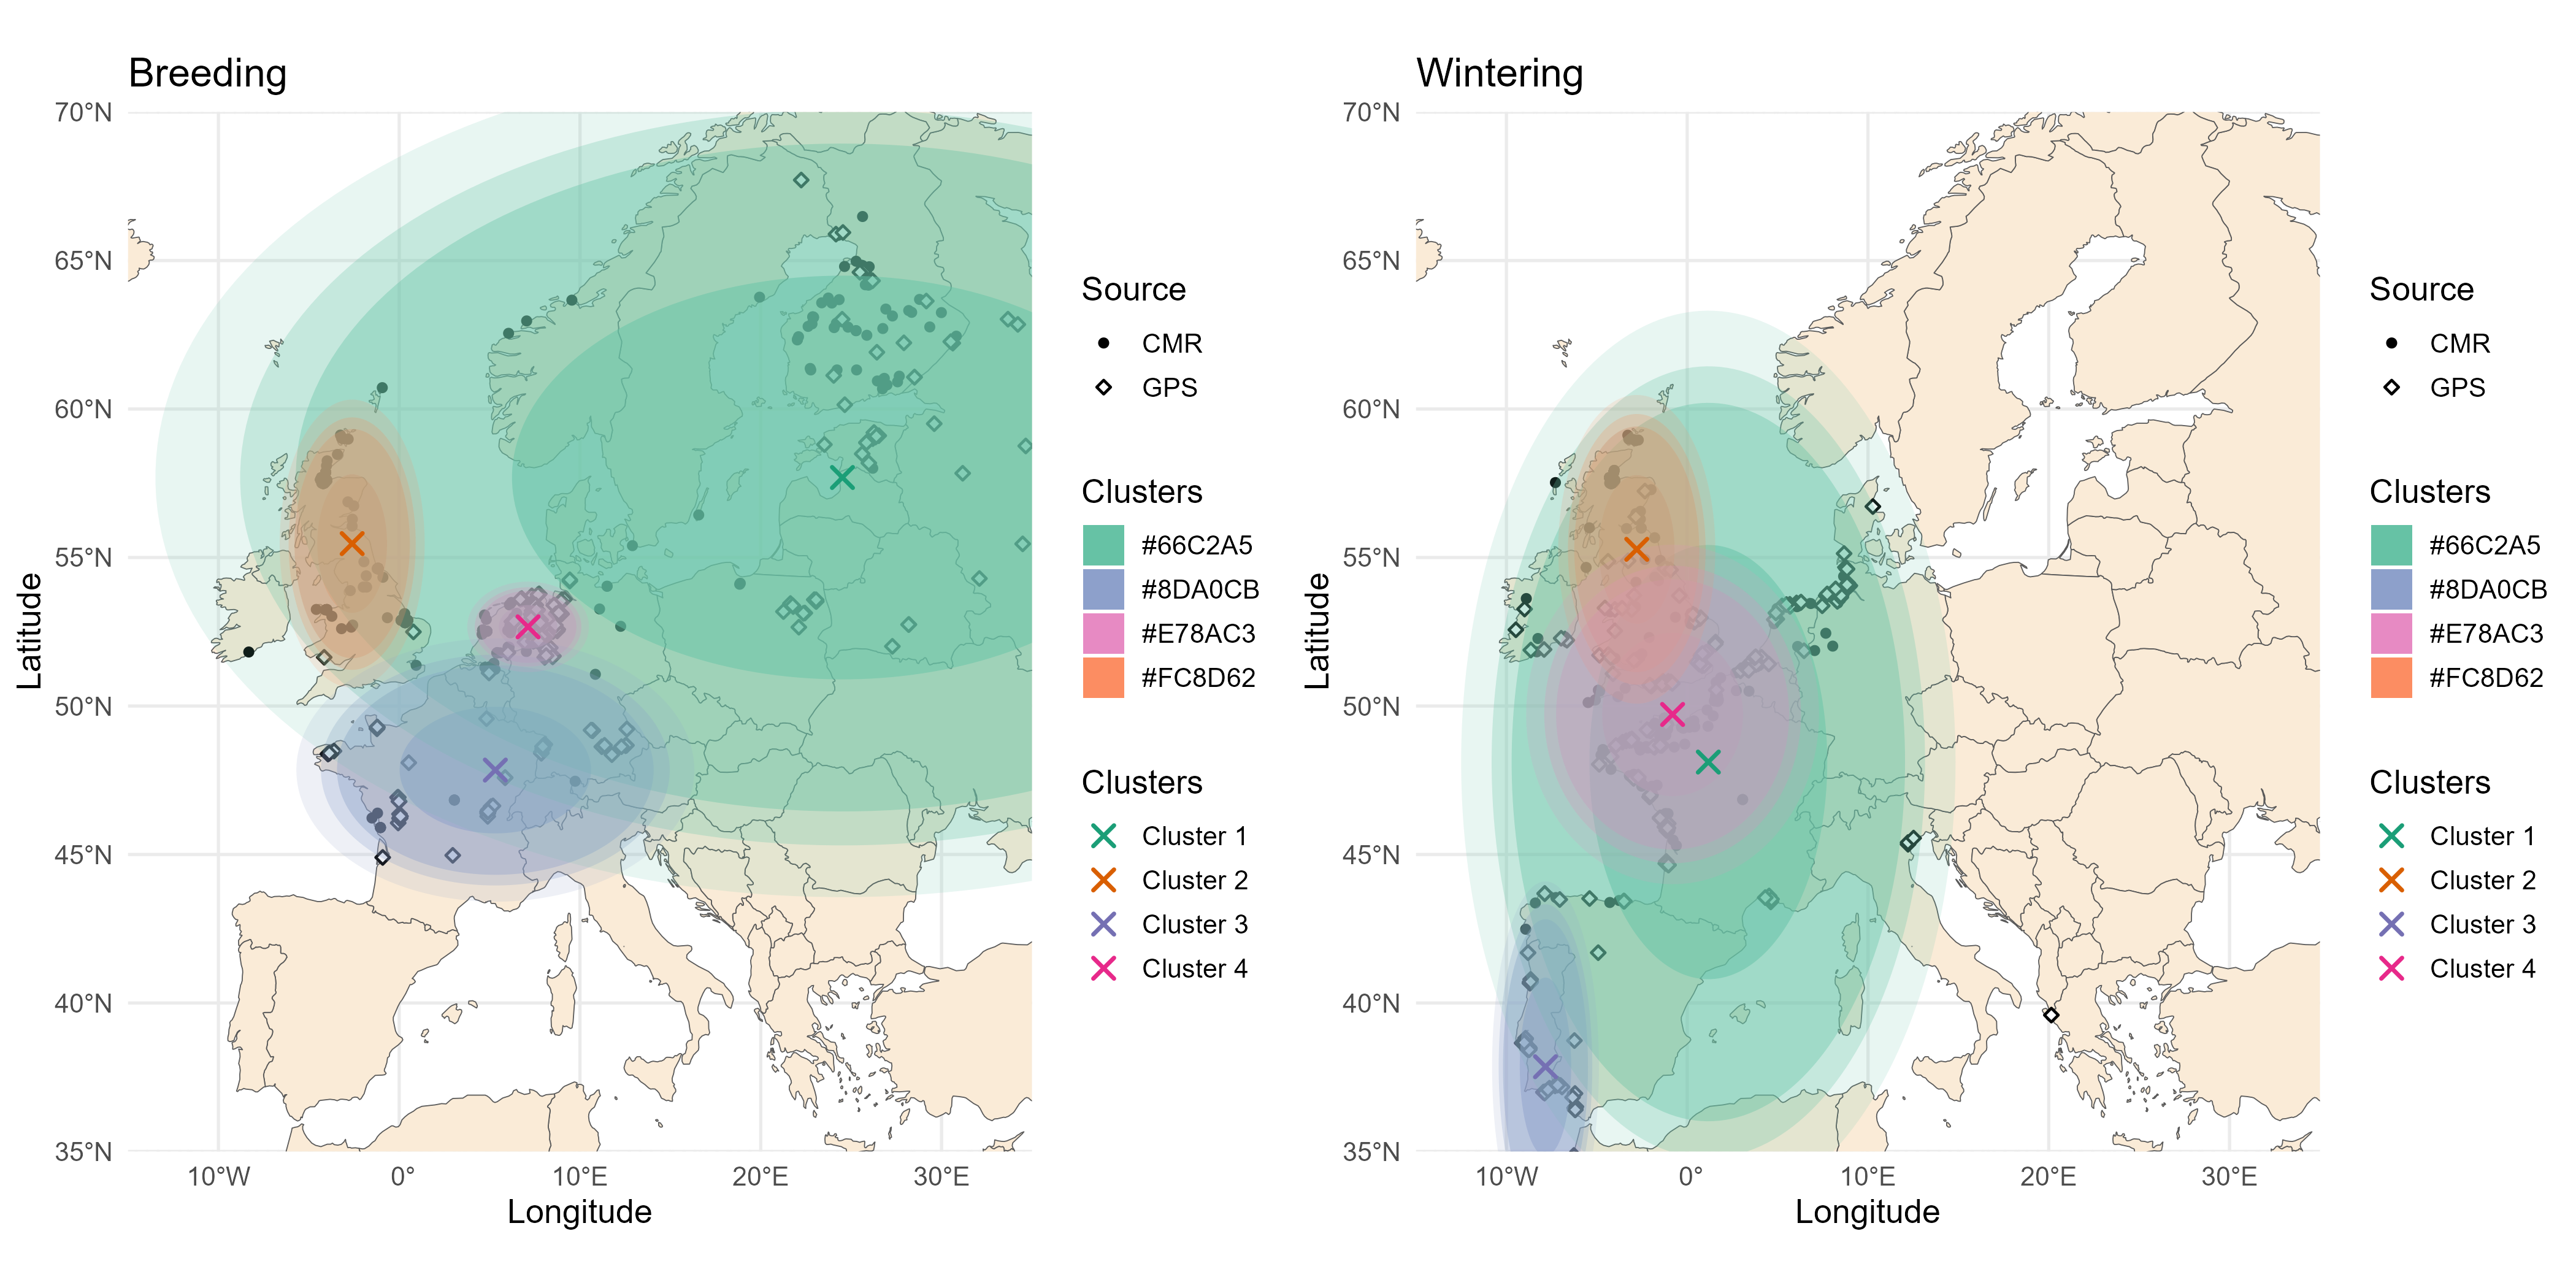 Breeding
70°N
65°N
60°N
55°N
50°N
45°N
40°N
35°N
Latitude
10°W
0°
10°E
20°E
30°E
Longitude
Source
CMR
GPS
Clusters
#66C2A5
#8DA0CB
#E78AC3
#FC8D62
Clusters
Cluster 1
Cluster 2
Cluster 3
Cluster 4
Wintering
70°N
65°N
60°N
55°N
50°N
45°N
40°N
35°N
Latitude
10°W
0°
10°E
20°E
30°E
Longitude
Source
CMR
GPS
Clusters
#66C2A5
#8DA0CB
#E78AC3
#FC8D62
Clusters
Cluster 1
Cluster 2
Cluster 3
Cluster 4